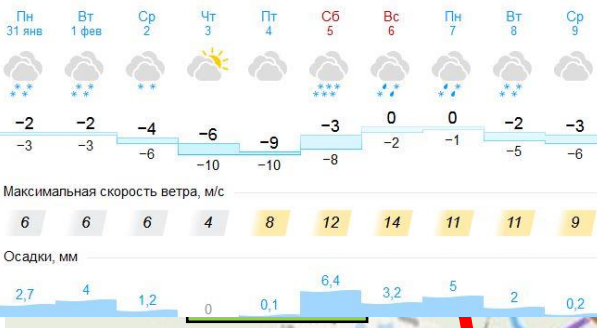 Пн Вт Ср Чт Пт Сб Вс Пн Вт Ср
31 янв 1 фев 2 3 4 5 6 7 8 9
−2 −2 −4 −6 −9 −3 0 0 −2 −3
−3 −3 −6 −10 −10 −8 −2 −1 −5 −6
Максимальная скорость ветра, м/с
6 6 6 4 8 12 14 11 11 9
Осадки, мм
2,7 4 1,2 0 0,1 6,4 3,2 5 2 0,2